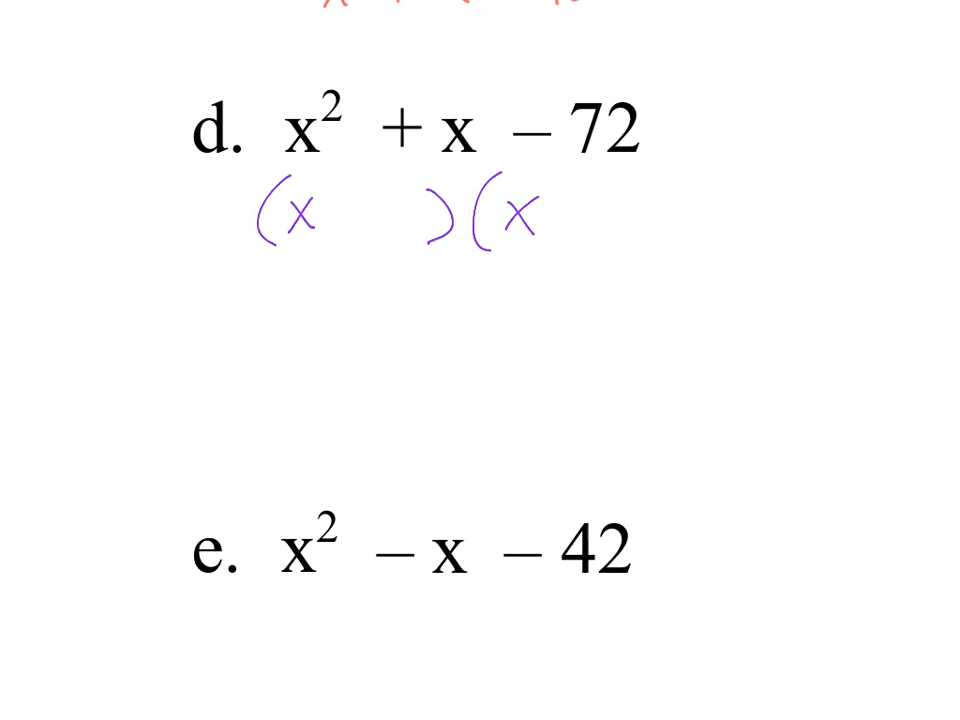 d. x² + x – 72
(x )(x
e. x² – x – 42